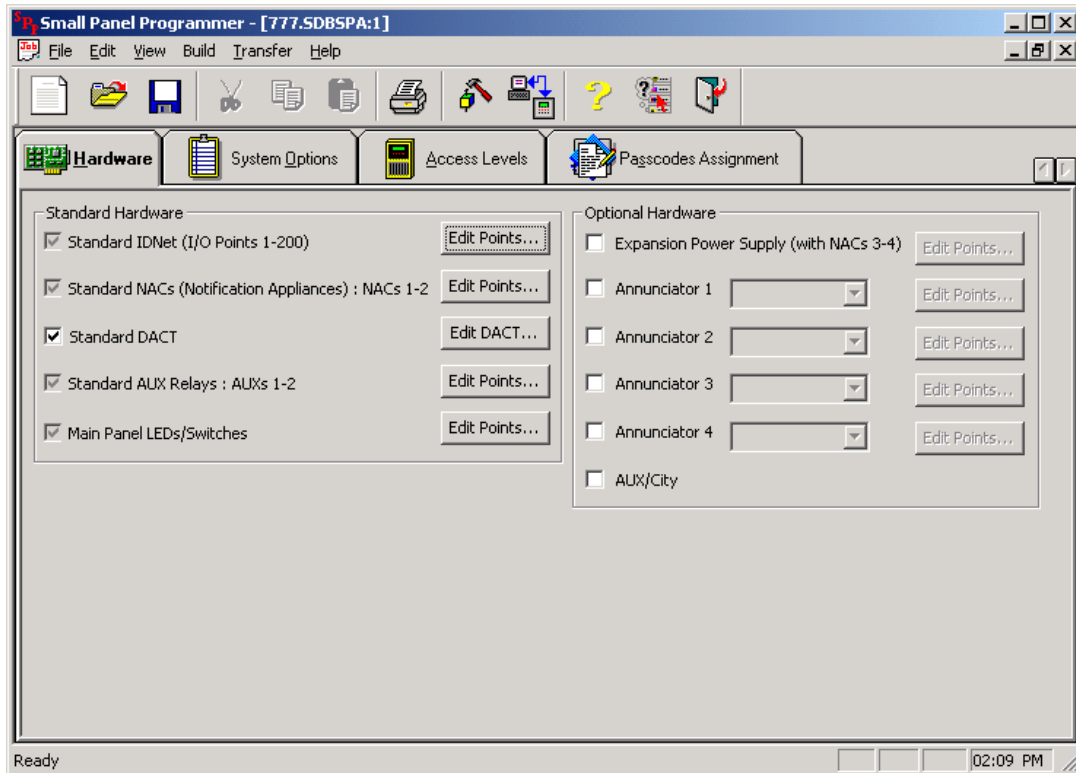 SPP Small Panel Programmer - [777.SDBSPA:1]
Job File Edit View Build Transfer Help
Hardware System Options Access Levels Passcodes Assignment
Standard Hardware
Standard IDNet (I/O Points 1-200) Edit Points...
Standard NACs (Notification Appliances) : NACs 1-2 Edit Points...
Standard DACT Edit DACT...
Standard AUX Relays : AUXs 1-2 Edit Points...
Main Panel LEDs/Switches Edit Points...
Optional Hardware
Expansion Power Supply (with NACs 3-4) Edit Points...
Annunciator 1 Edit Points...
Annunciator 2 Edit Points...
Annunciator 3 Edit Points...
Annunciator 4 Edit Points...
AUX/City
Ready 02:09 PM